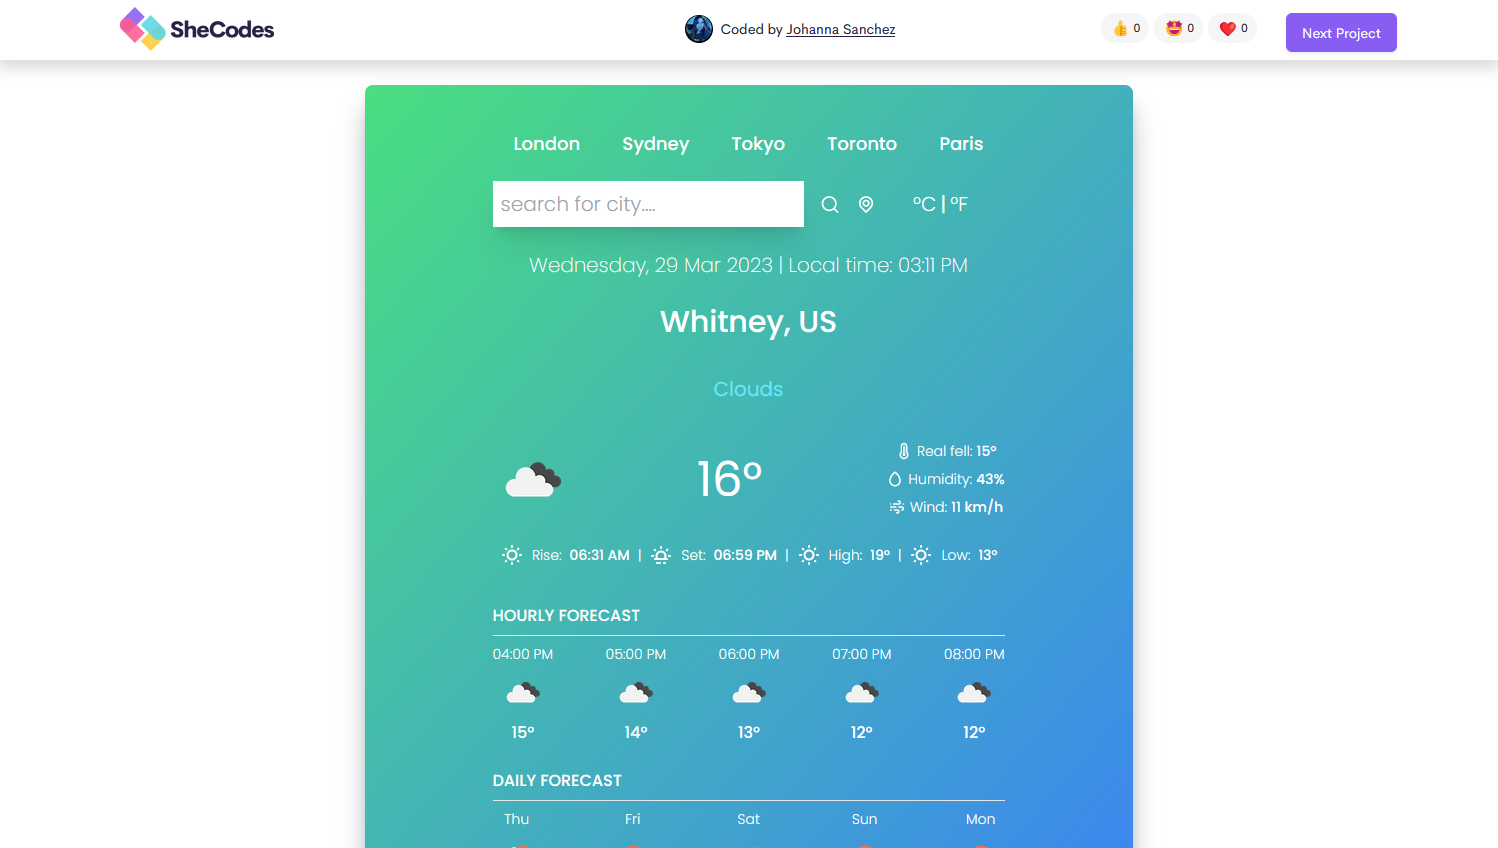 SheCodes
Coded by Johanna Sanchez
👍 0 🤩 0 ❤️ 0
Next Project
London Sydney Tokyo Toronto Paris
search for city....
°C | °F
Wednesday, 29 Mar 2023 | Local time: 03:11 PM
Whitney, US
Clouds
16°
Real fell: 15°
Humidity: 43%
Wind: 11 km/h
Rise: 06:31 AM | Set: 06:59 PM | High: 19° | Low: 13°
HOURLY FORECAST
04:00 PM 05:00 PM 06:00 PM 07:00 PM 08:00 PM
15° 14° 13° 12° 12°
DAILY FORECAST
Thu Fri Sat Sun Mon